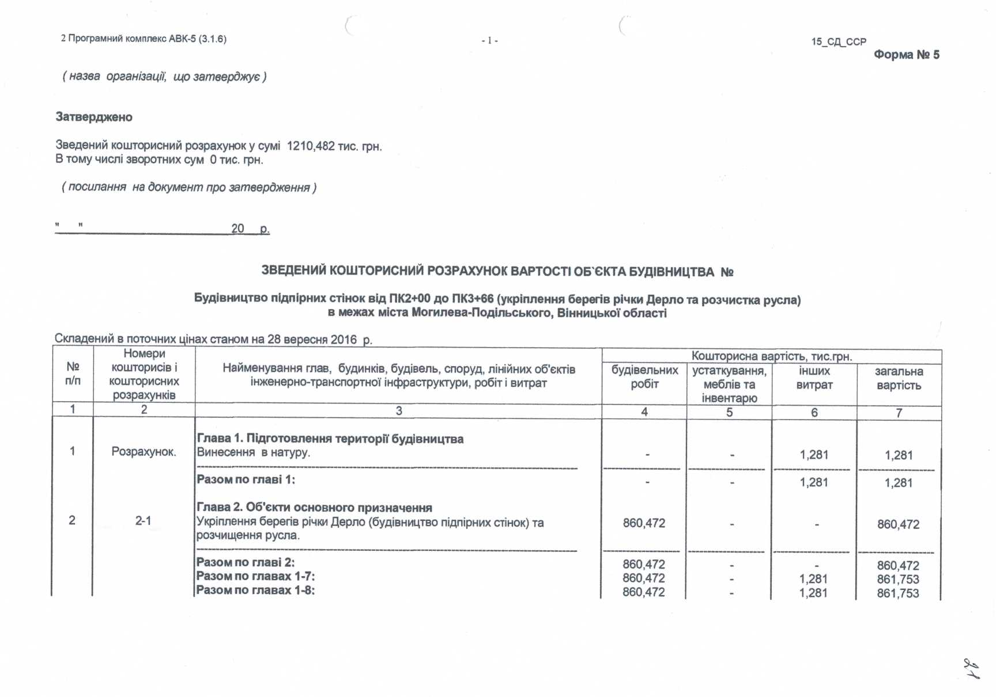 2 Програмний комплекс АВК-5 (3.1.6)
- 1 -
15_СД_ССР
Форма № 5
( назва організації, що затверджує )
Затверджено
Зведений кошторисний розрахунок у сумі 1210,482 тис. грн.
В тому числі зворотних сум 0 тис. грн.
( посилання на документ про затвердження )
" " 20 р.
ЗВЕДЕНИЙ КОШТОРИСНИЙ РОЗРАХУНОК ВАРТОСТІ ОБ`ЄКТА БУДІВНИЦТВА №
Будівництво підпірних стінок від ПК2+00 до ПК3+66 (укріплення берегів річки Дерло та розчистка русла)
в межах міста Могилева-Подільського, Вінницької області
Складений в поточних цінах станом на 28 вересня 2016 р.
№ п/п
Номери кошторисів і кошторисних розрахунків
Найменування глав, будинків, будівель, споруд, лінійних об'єктів інженерно-транспортної інфраструктури, робіт і витрат
Кошторисна вартість, тис.грн.
будівельних робіт
устаткування, меблів та інвентарю
інших витрат
загальна вартість
1 2 3 4 5 6 7
Глава 1. Підготовлення території будівництва
1 Розрахунок. Винесення в натуру. - - 1,281 1,281
Разом по главі 1: - - 1,281 1,281
Глава 2. Об'єкти основного призначення
2 2-1 Укріплення берегів річки Дерло (будівництво підпірних стінок) та 860,472 - - 860,472
розчищення русла.
Разом по главі 2: 860,472 - - 860,472
Разом по главах 1-7: 860,472 - 1,281 861,753
Разом по главах 1-8: 860,472 - 1,281 861,753
21